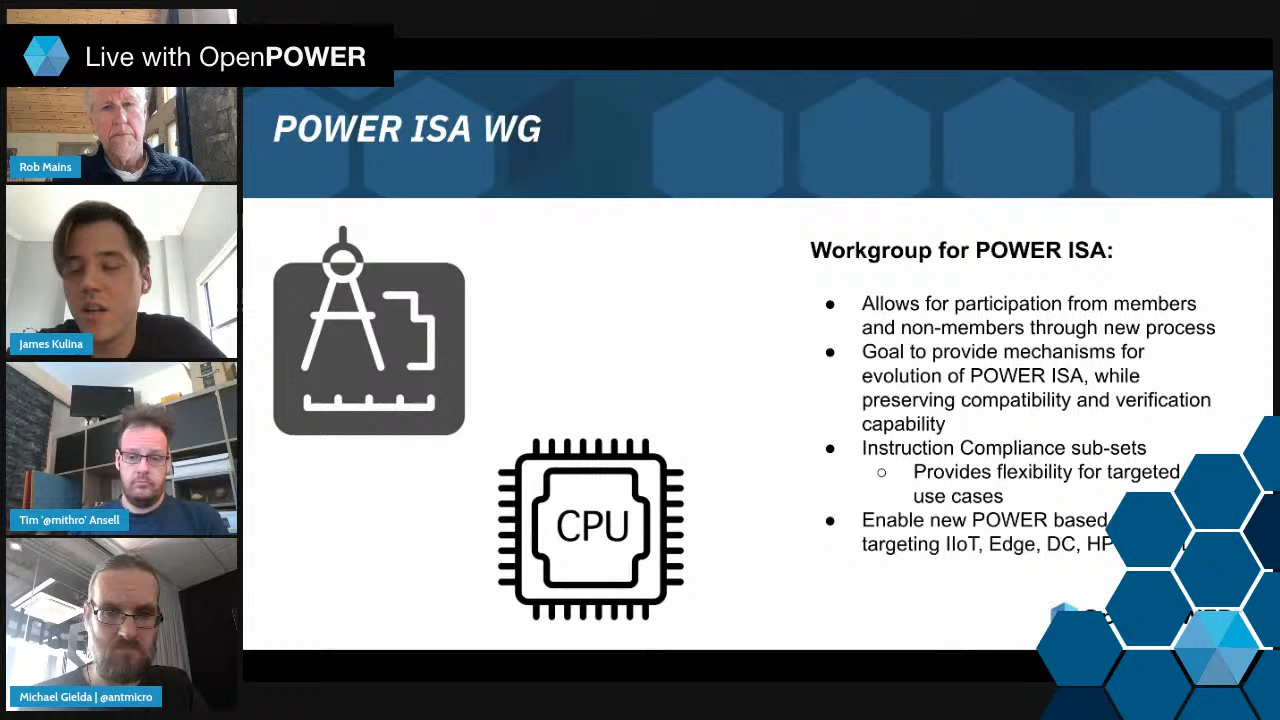 Live with OpenPOWER
Rob Mains
James Kulina
Tim '@mithro' Ansell
Michael Gielda | @antmicro
POWER ISA WG
CPU
Workgroup for POWER ISA:
● Allows for participation from members
and non-members through new process
● Goal to provide mechanisms for
evolution of POWER ISA, while
preserving compatibility and verification
capability
● Instruction Compliance sub-sets
○ Provides flexibility for targeted
use cases
● Enable new POWER based
targeting IIoT, Edge, DC,